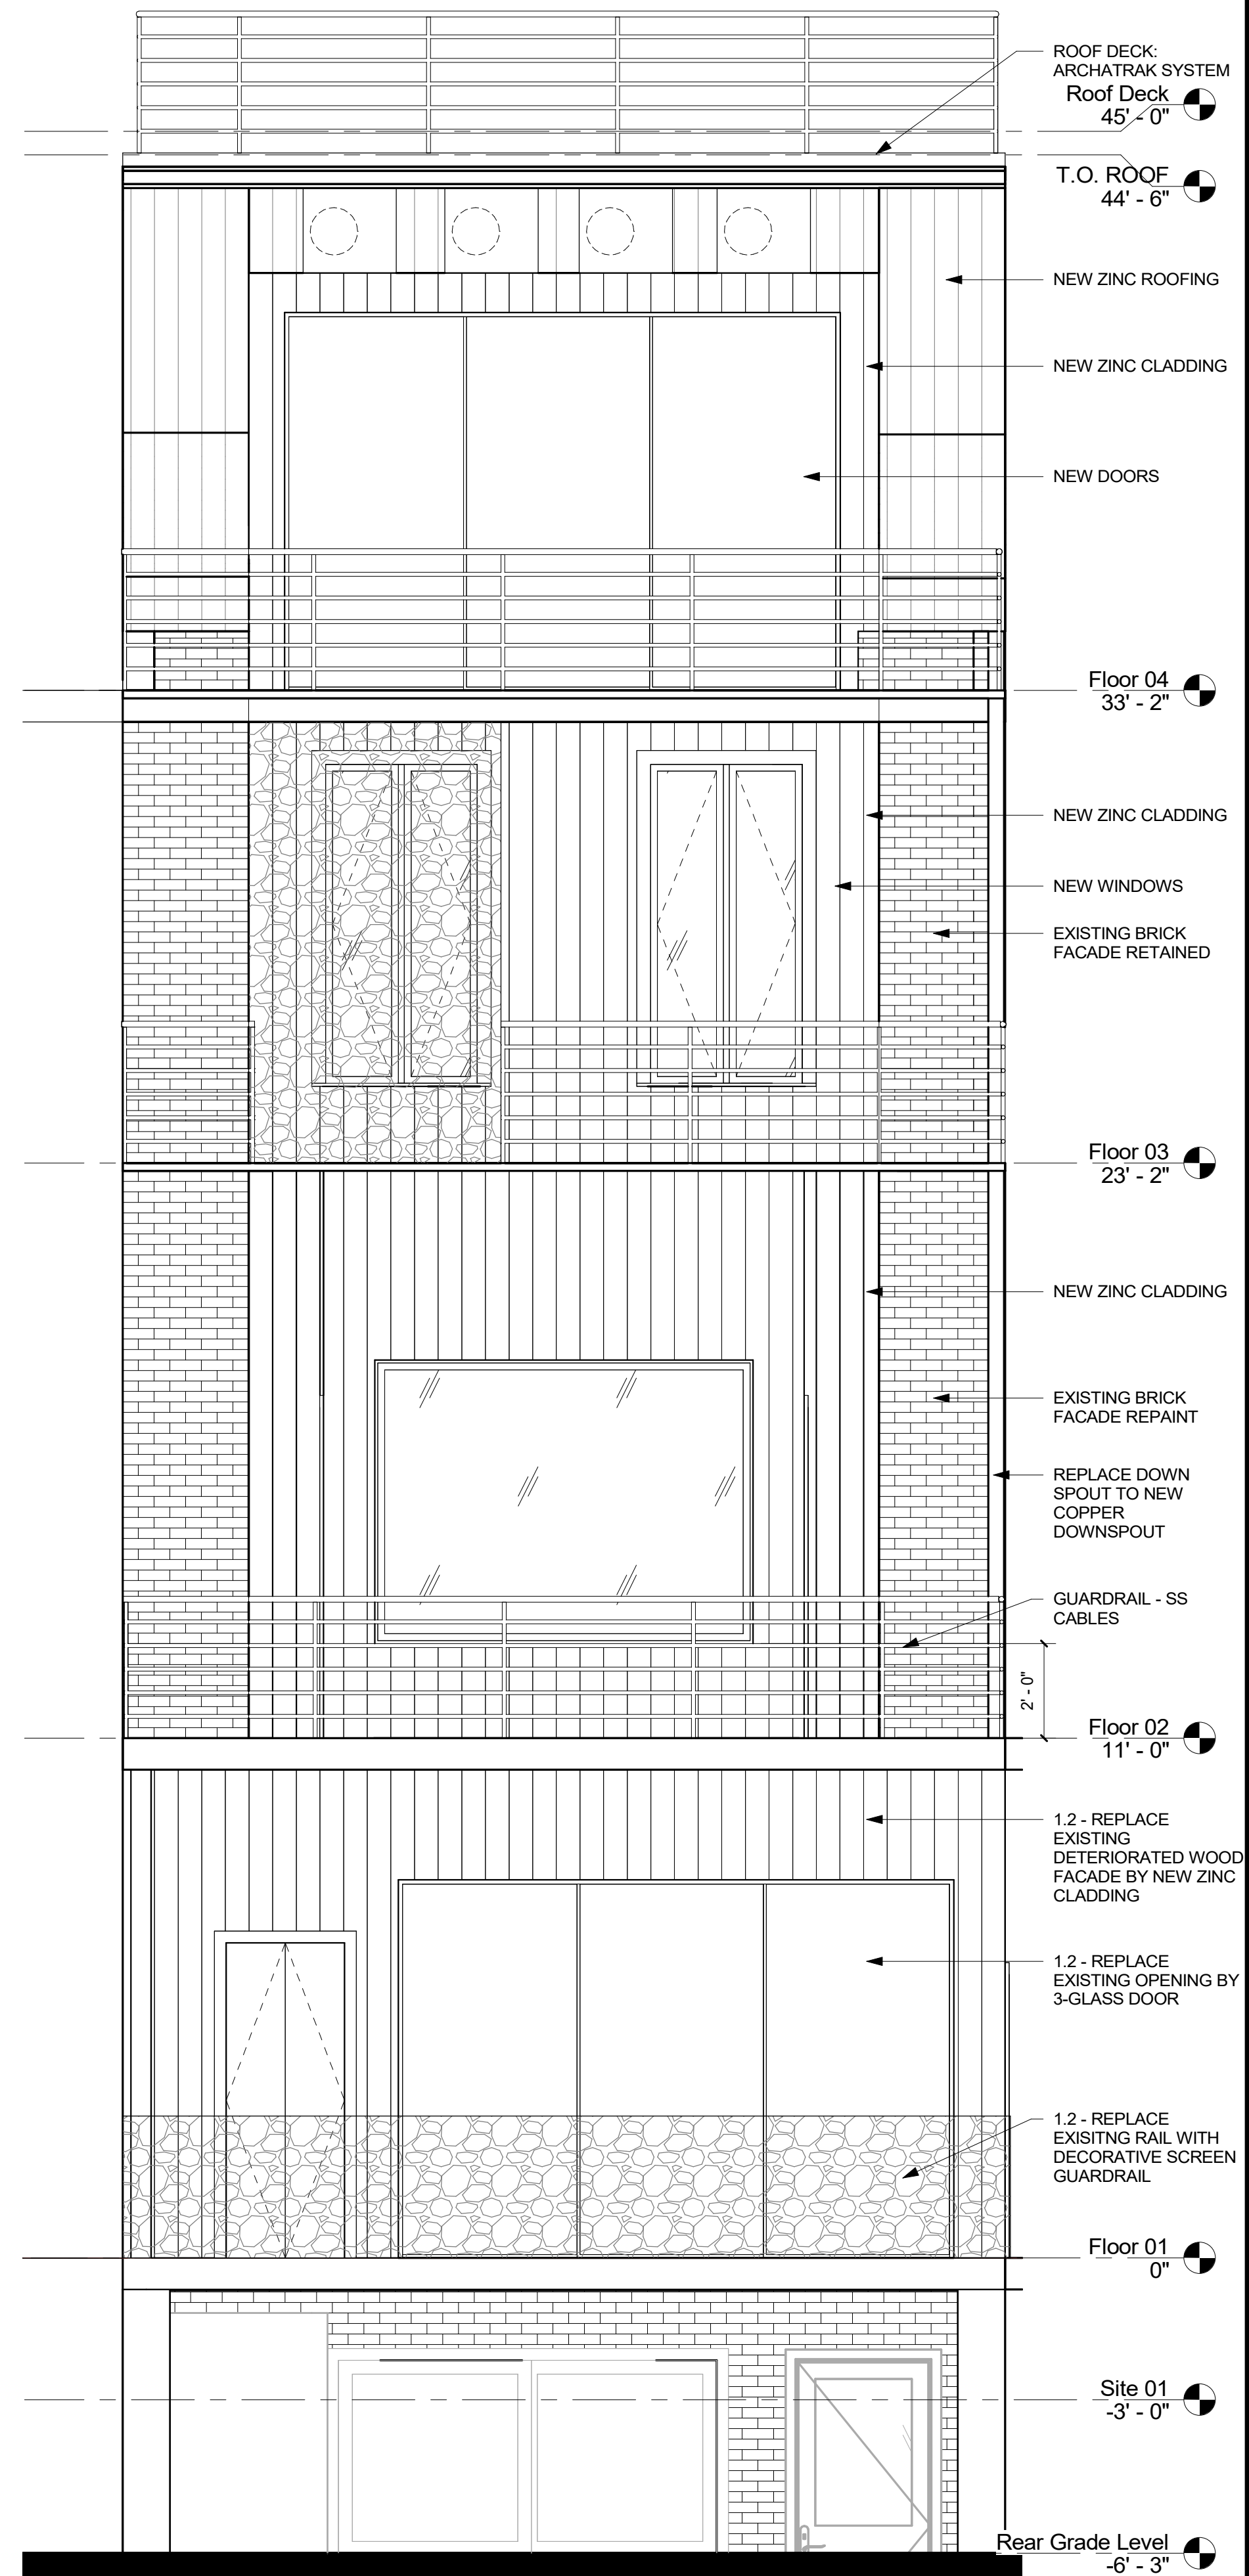 ROOF DECK:
ARCHATRAK SYSTEM
Roof Deck
45' - 0"
T.O. ROOF
44' - 6"
NEW ZINC ROOFING
NEW ZINC CLADDING
NEW DOORS
Floor 04
33' - 2"
NEW ZINC CLADDING
NEW WINDOWS
EXISTING BRICK
FACADE RETAINED
Floor 03
23' - 2"
NEW ZINC CLADDING
EXISTING BRICK
FACADE REPAINT
REPLACE DOWN
SPOUT TO NEW
COPPER
DOWNSPOUT
GUARDRAIL - SS
CABLES
2' - 0"
Floor 02
11' - 0"
1.2 - REPLACE
EXISTING
DETERIORATED WOOD
FACADE BY NEW ZINC
CLADDING
1.2 - REPLACE
EXISTING OPENING BY
3-GLASS DOOR
1.2 - REPLACE
EXISITNG RAIL WITH
DECORATIVE SCREEN
GUARDRAIL
Floor 01
0"
Site 01
-3' - 0"
Rear Grade Level
-6' - 3"